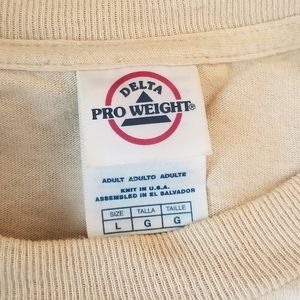 DELTA
PRO WEIGHT®
ADULT ADULTO ADULTE
KNIT IN U.S.A.
ASSEMBLED IN EL SALVADOR
SIZE TALLA TAILLE
L G G